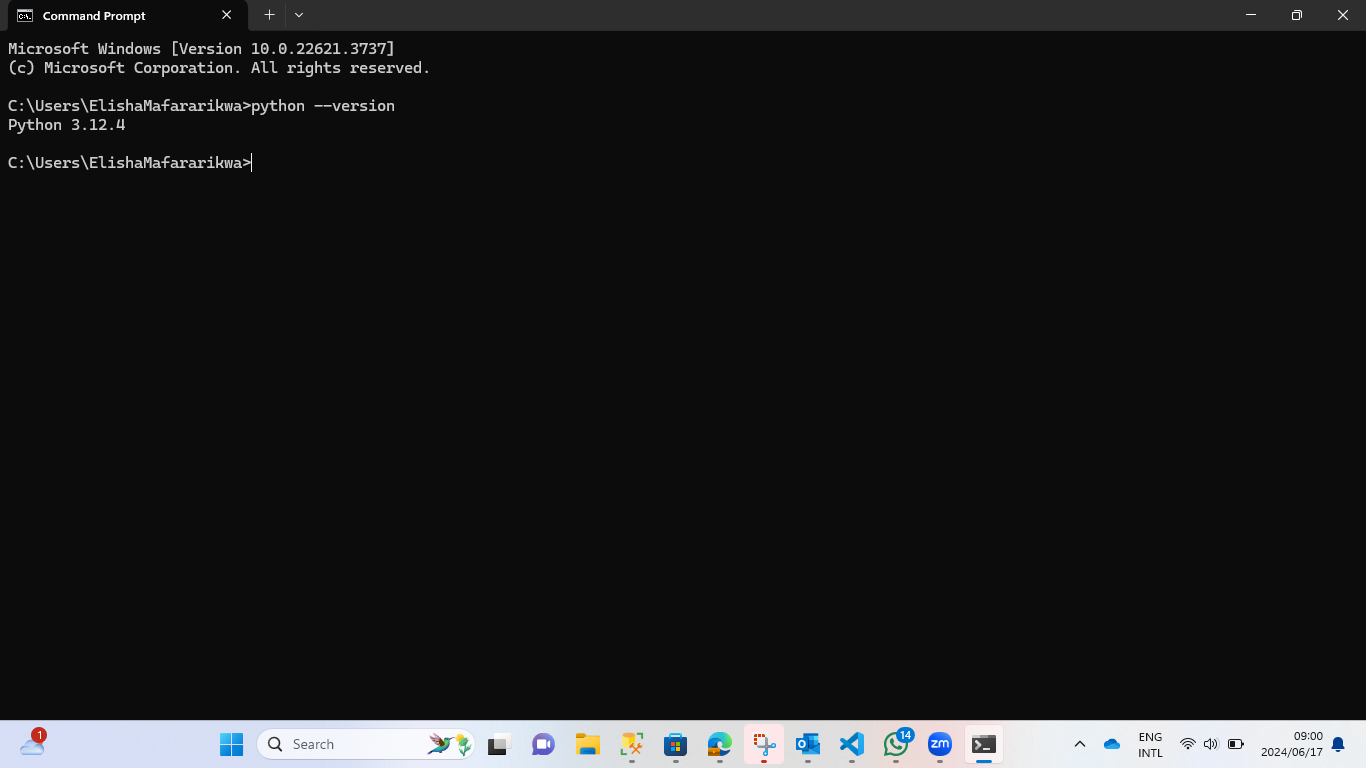 Command Prompt
Microsoft Windows [Version 10.0.22621.3737]
(c) Microsoft Corporation. All rights reserved.
C:\Users\ElishaMafararikwa>python --version
Python 3.12.4
C:\Users\ElishaMafararikwa>
1
Search
14
zm
ENG
INTL
09:00
2024/06/17